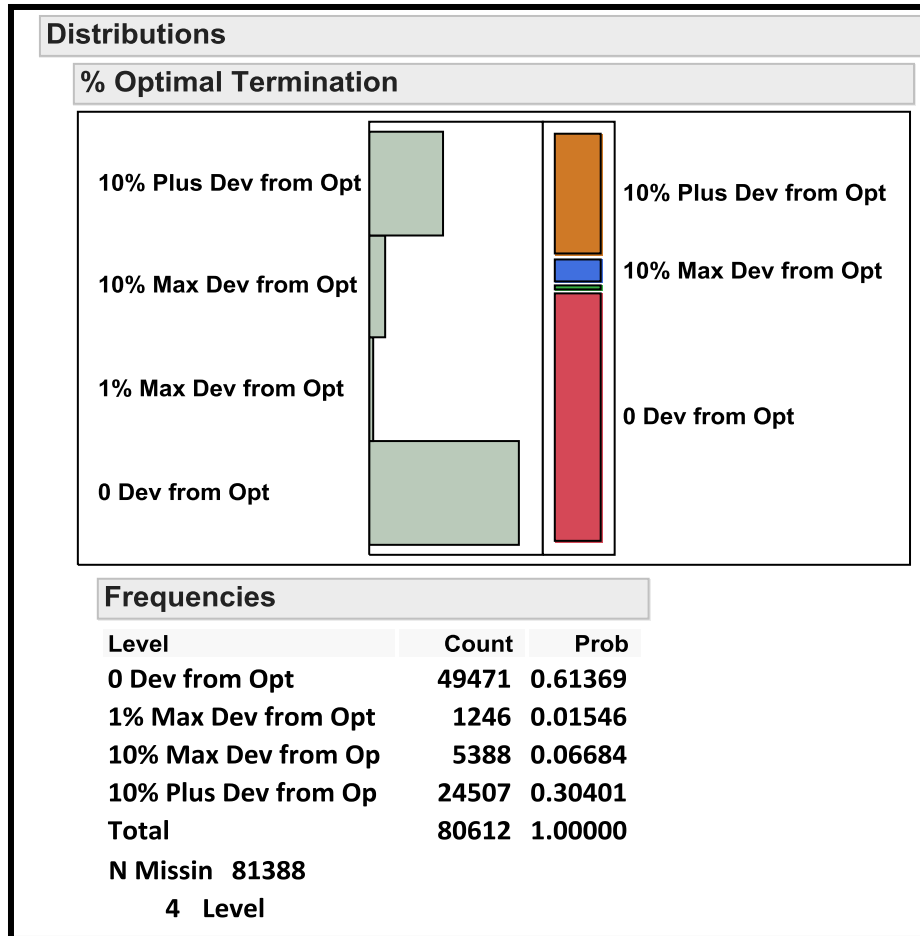 Distributions
% Optimal Termination
10% Plus Dev from Opt
10% Max Dev from Opt
1% Max Dev from Opt
0 Dev from Opt
10% Plus Dev from Opt
10% Max Dev from Opt
0 Dev from Opt
Frequencies
Level Count Prob
0 Dev from Opt 49471 0.61369
1% Max Dev from Opt 1246 0.01546
10% Max Dev from Op 5388 0.06684
10% Plus Dev from Op 24507 0.30401
Total 80612 1.00000
N Missin 81388
4 Level